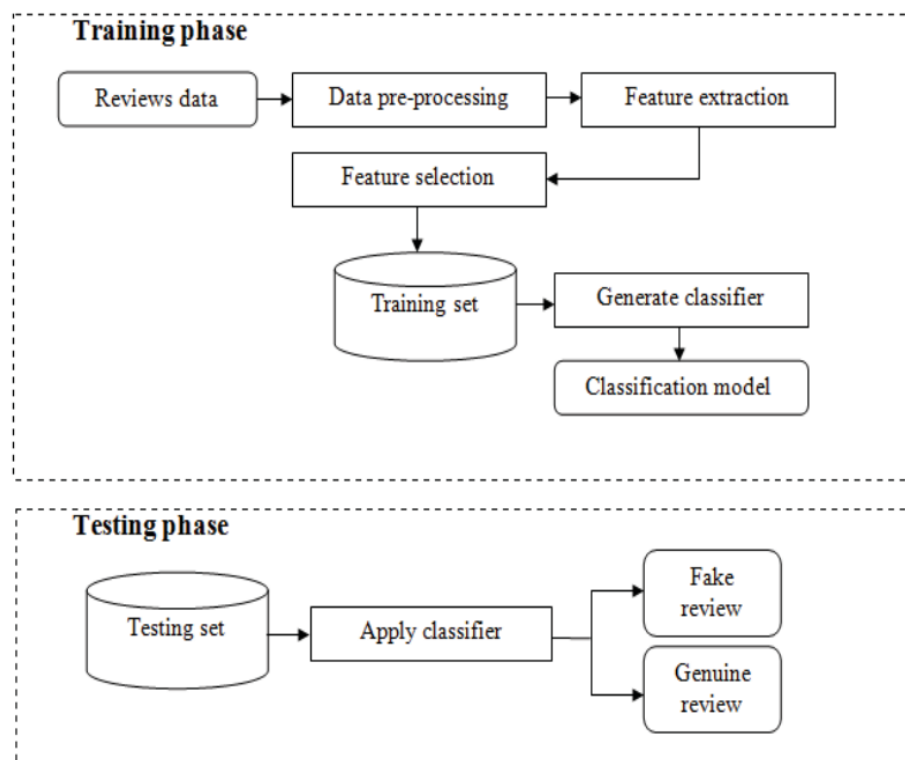 Training phase
Reviews data
Data pre-processing
Feature extraction
Feature selection
Training set
Generate classifier
Classification model
Testing phase
Testing set
Apply classifier
Fake
review
Genuine
review